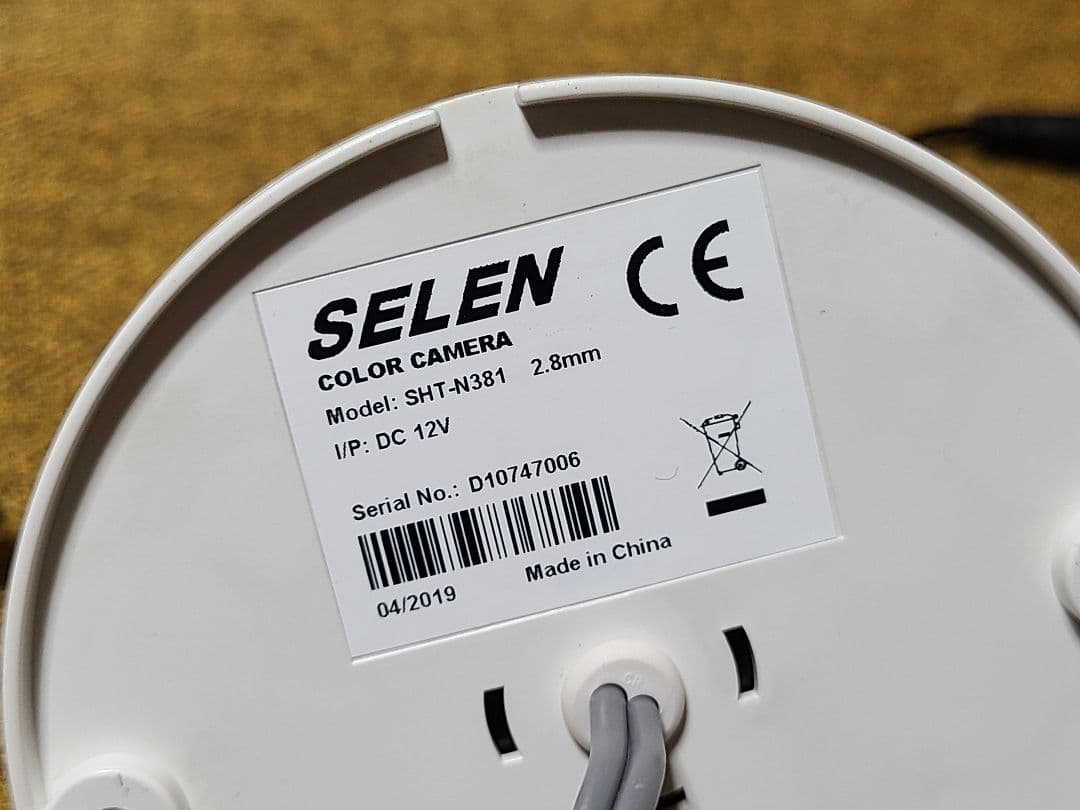 SELEN CE
COLOR CAMERA
Model: SHT-N381 2.8mm
I/P: DC 12V
Serial No.: D10747006
04/2019 Made in China